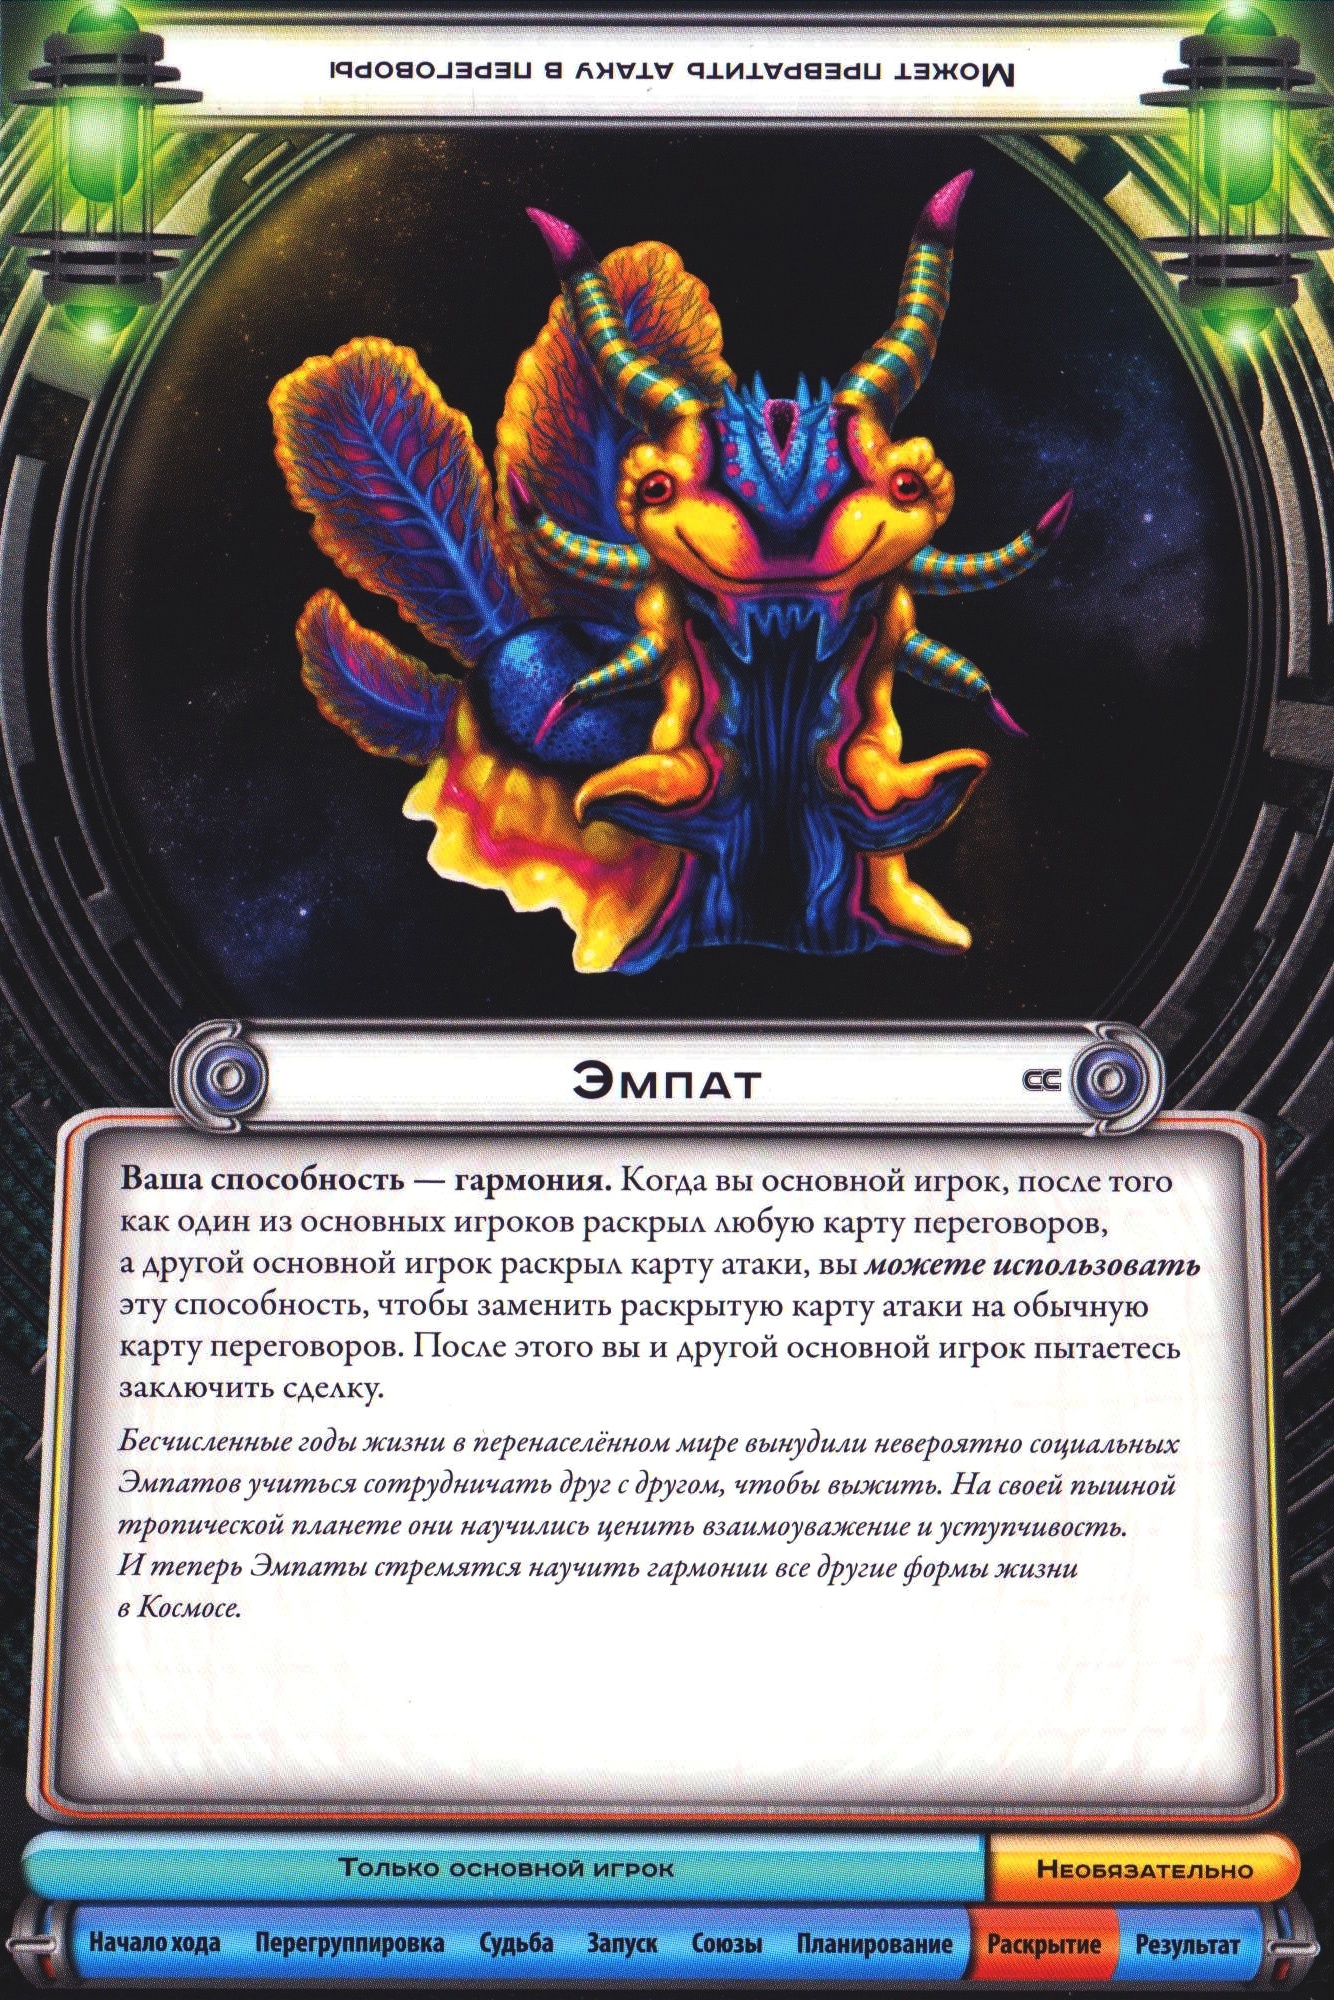 Может превратить атаку в переговоры
Эмпат CC
Ваша способность — гармония. Когда вы основной игрок, после того
как один из основных игроков раскрыл любую карту переговоров,
а другой основной игрок раскрыл карту атаки, вы можете использовать
эту способность, чтобы заменить раскрытую карту атаки на обычную
карту переговоров. После этого вы и другой основной игрок пытаетесь
заключить сделку.
Бесчисленные годы жизни в перенаселённом мире вынудили невероятно социальных
Эмпатов учиться сотрудничать друг с другом, чтобы выжить. На своей пышной
тропической планете они научились ценить взаимоуважение и уступчивость.
И теперь Эмпаты стремятся научить гармонии все другие формы жизни
в Космосе.
Только основной игрок Необязательно
Начало хода Перегруппировка Судьба Запуск Союзы Планирование Раскрытие Результат